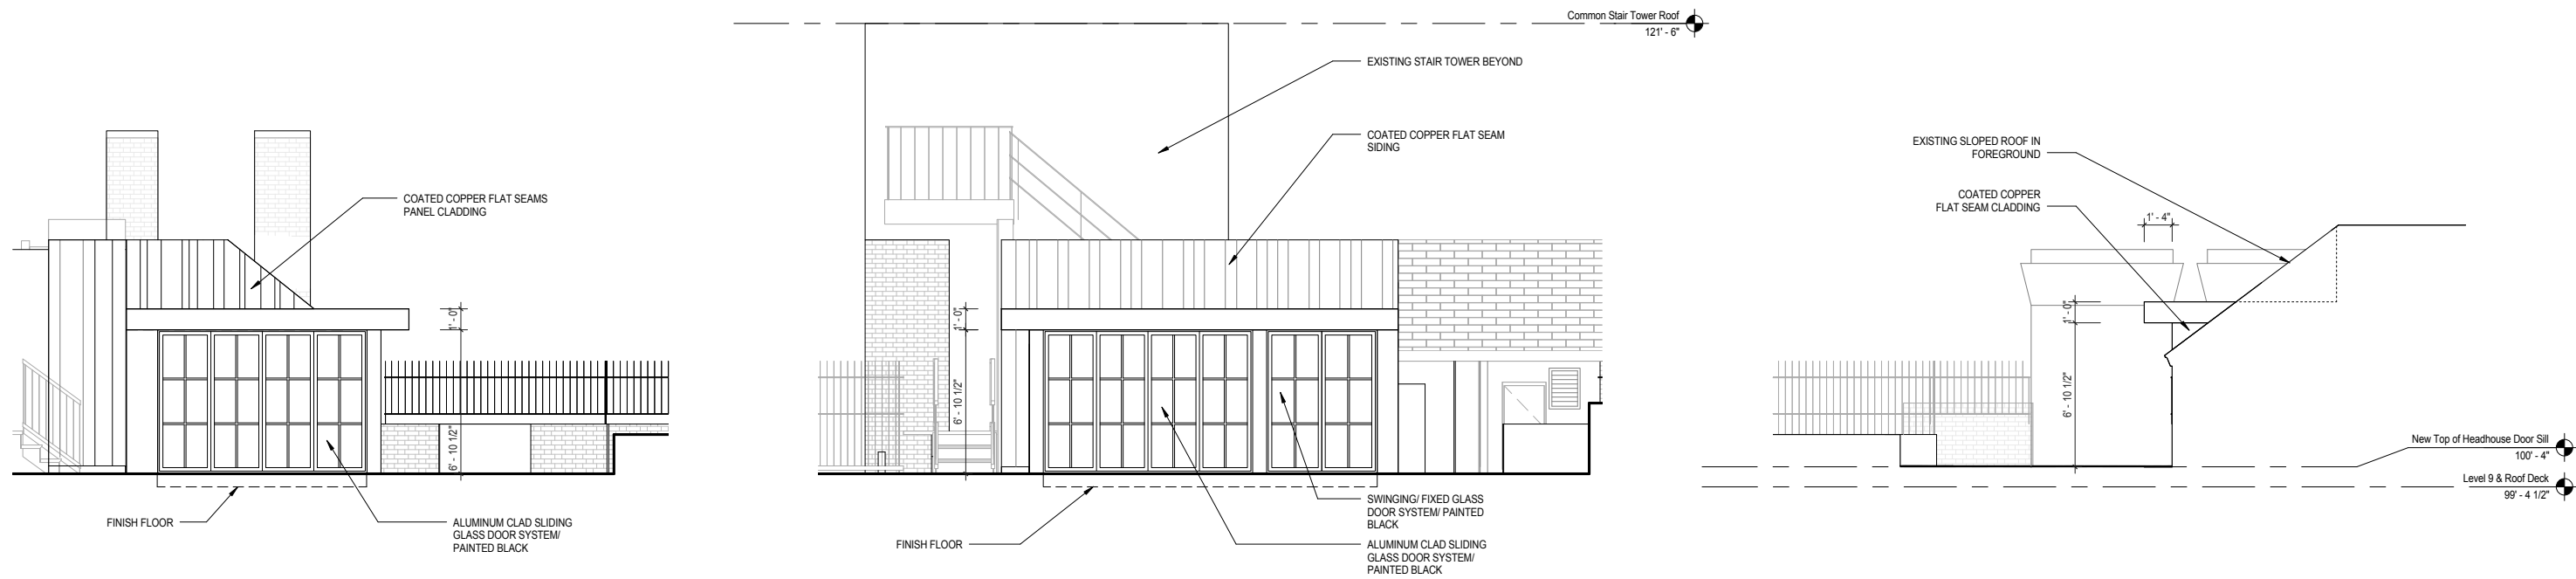 COATED COPPER FLAT SEAMS
PANEL CLADDING
1' - 0"
6' - 10 1/2"
FINISH FLOOR
ALUMINUM CLAD SLIDING
GLASS DOOR SYSTEM/
PAINTED BLACK
Common Stair Tower Roof
121' - 6"
EXISTING STAIR TOWER BEYOND
COATED COPPER FLAT SEAM
SIDING
1' - 0"
6' - 10 1/2"
SWINGING/ FIXED GLASS
DOOR SYSTEM/ PAINTED
BLACK
FINISH FLOOR
ALUMINUM CLAD SLIDING
GLASS DOOR SYSTEM/
PAINTED BLACK
EXISTING SLOPED ROOF IN
FOREGROUND
COATED COPPER
FLAT SEAM CLADDING
1' - 4"
1' - 0"
6' - 10 1/2"
New Top of Headhouse Door Sill
100' - 4"
Level 9 & Roof Deck
99' - 4 1/2"